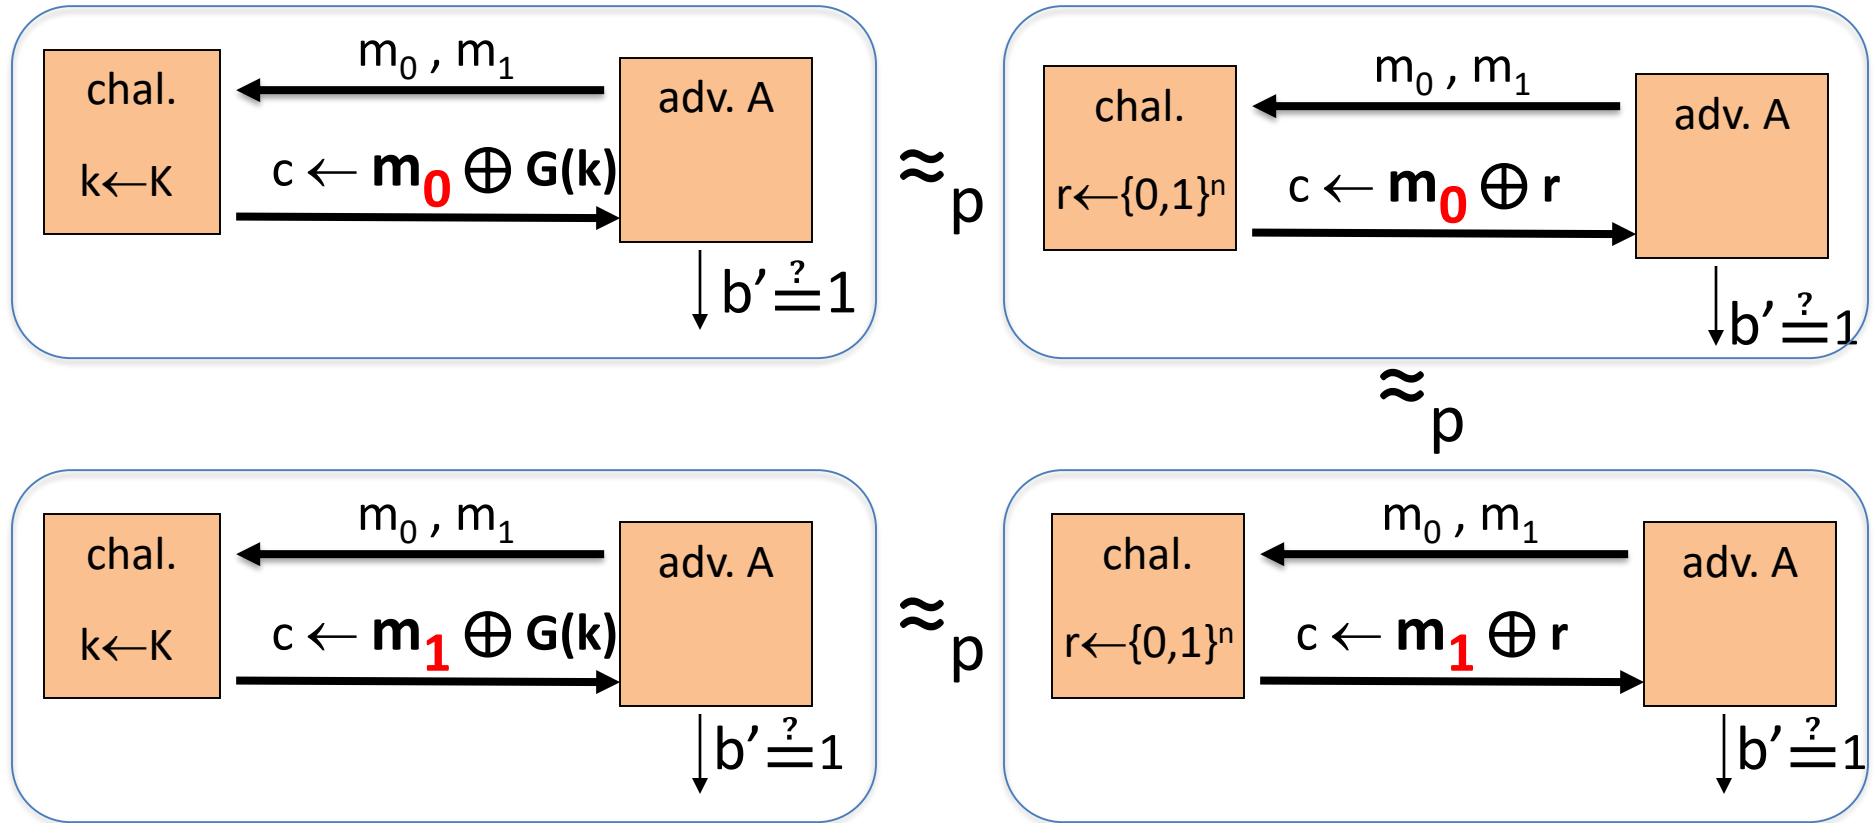 chal.
k←K
m₀ , m₁
c ← m₀ ⊕ G(k)
adv. A
b′ ≟ 1
≈ₚ
chal.
r←{0,1}ⁿ
m₀ , m₁
c ← m₀ ⊕ r
adv. A
b′ ≟ 1
≈ₚ
chal.
k←K
m₀ , m₁
c ← m₁ ⊕ G(k)
adv. A
b′ ≟ 1
≈ₚ
chal.
r←{0,1}ⁿ
m₀ , m₁
c ← m₁ ⊕ r
adv. A
b′ ≟ 1